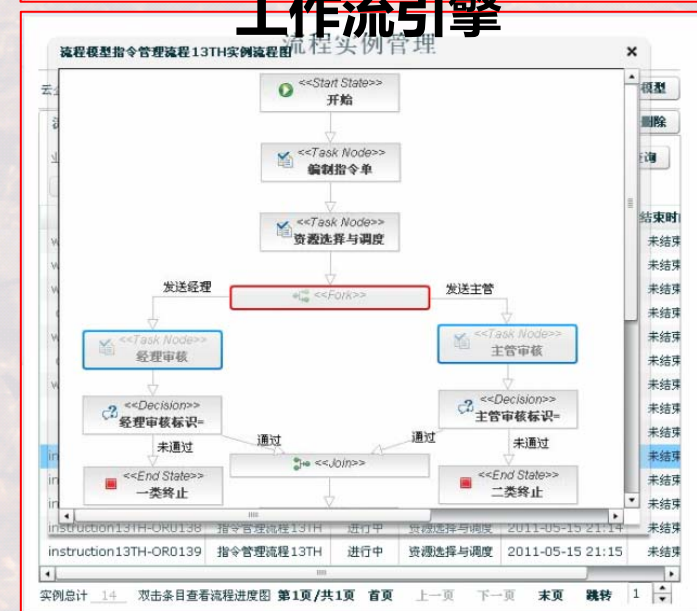 工作流引擎
流程实例管理
流程模型指令管理流程13TH实例流程图
模型
删除
查询
<<Start State>>
开始
<<Task Node>>
编制指令单
<<Task Node>>
资源选择与调度
发送经理
<<Fork>>
发送主管
<<Task Node>>
经理审核
<<Task Node>>
主管审核
<<Decision>>
经理审核标识=
<<Decision>>
主管审核标识=
通过
通过
未通过
未通过
<<Join>>
<<End State>>
一类终止
<<End State>>
二类终止
结束时
未结束
未结束
未结束
未结束
未结束
未结束
未结束
未结束
未结束
未结束
未结束
未结束
instruction13TH-OR0138 指令管理流程13TH 进行中 资源选择与调度 2011-05-15 21:14 未结束
instruction13TH-OR0139 指令管理流程13TH 进行中 资源选择与调度 2011-05-15 21:15 未结束
实例总计 14 双击条目查看流程进度图 第1页/共1页 首页 上一页 下一页 末页 跳转 1